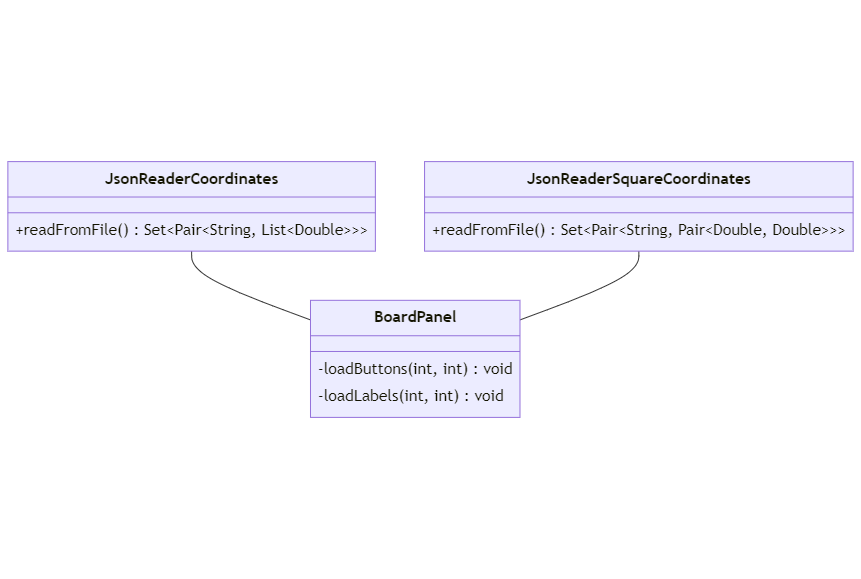 JsonReaderCoordinates
+readFromFile() : Set<Pair<String, List<Double>>>
JsonReaderSquareCoordinates
+readFromFile() : Set<Pair<String, Pair<Double, Double>>>
BoardPanel
-loadButtons(int, int) : void
-loadLabels(int, int) : void